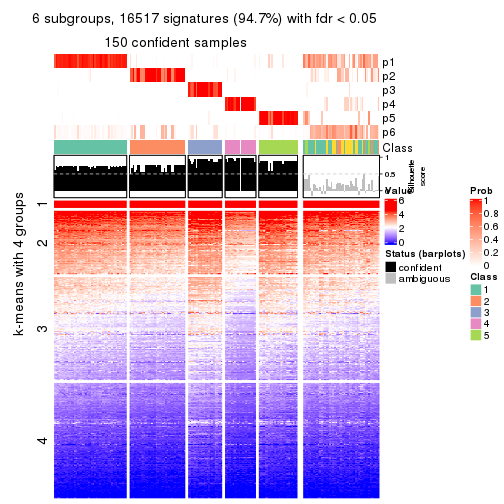 6 subgroups, 16517 signatures (94.7%) with fdr < 0.05
150 confident samples
p1
p2
p3
p4
p5
p6
Class
1
0.5
0
Silhouette
score
k-means with 4 groups
1
2
3
4
Value
6
4
2
0
Status (barplots)
confident
ambiguous
Prob
1
0.8
0.6
0.4
0.2
0
Class
1
2
3
4
5